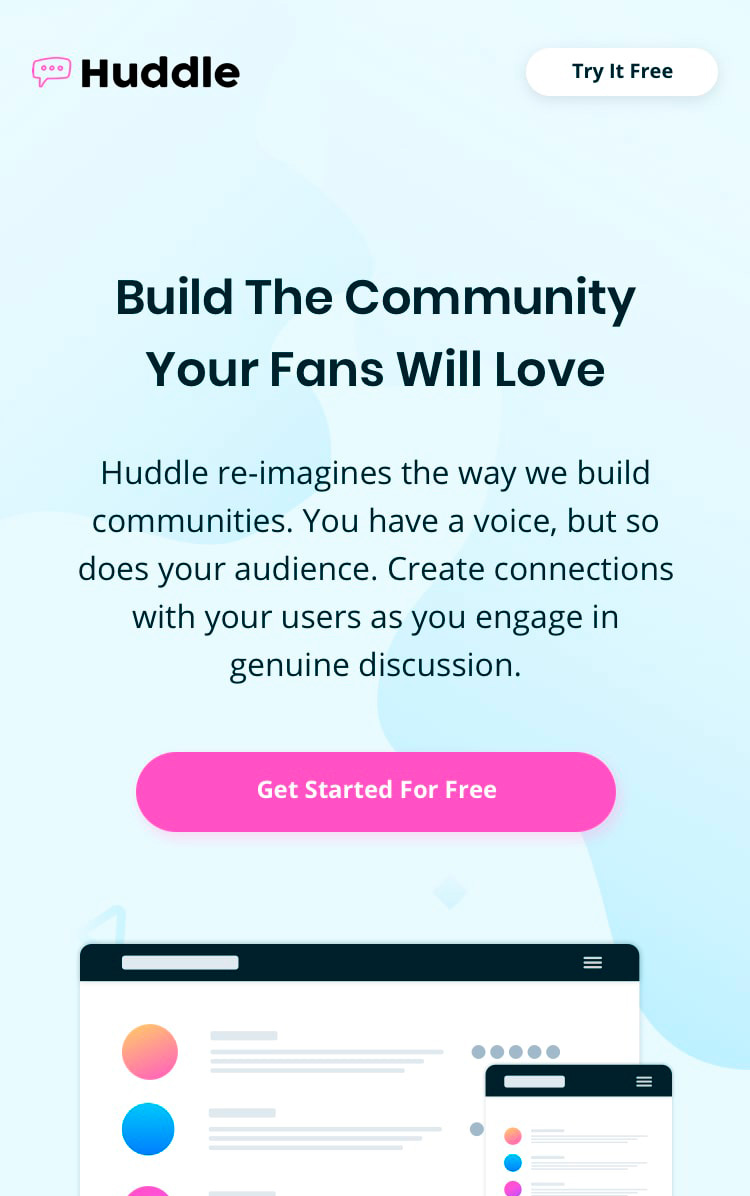 Huddle
Try It Free
Build The Community
Your Fans Will Love
Huddle re-imagines the way we build
communities. You have a voice, but so
does your audience. Create connections
with your users as you engage in
genuine discussion.
Get Started For Free